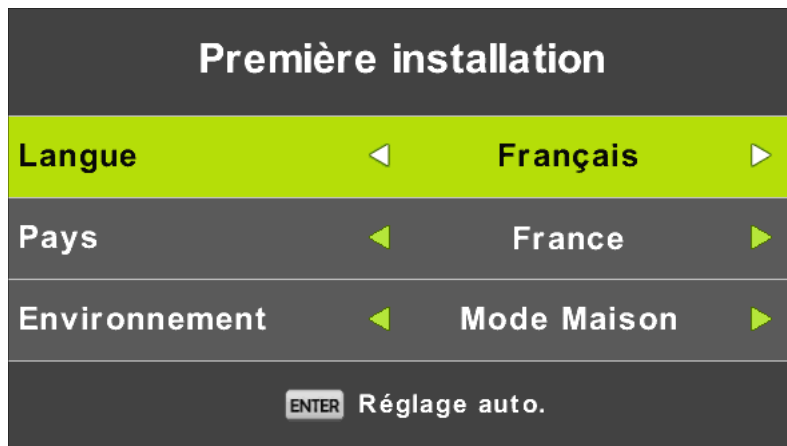 Première installation
Langue Français
Pays France
Environnement Mode Maison
ENTER Réglage auto.